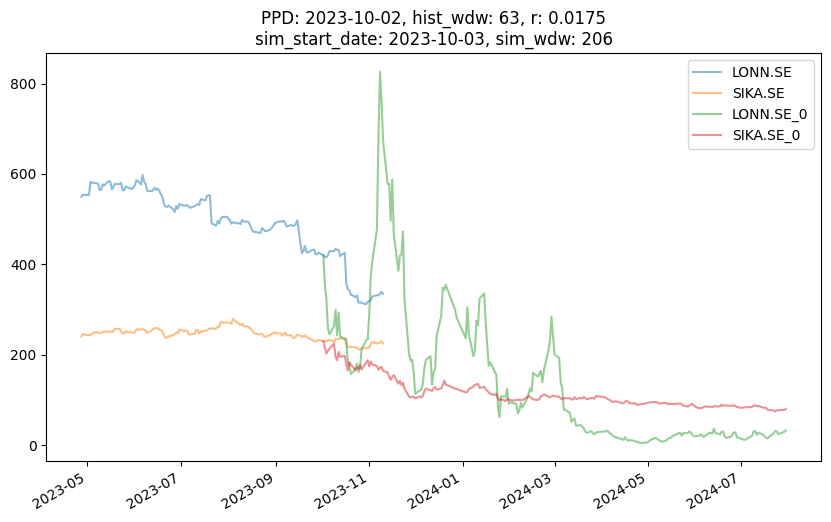 PPD: 2023-10-02, hist_wdw: 63, r: 0.0175
sim_start_date: 2023-10-03, sim_wdw: 206
LONN.SE
SIKA.SE
LONN.SE_0
SIKA.SE_0
800
600
400
200
0
2023-05
2023-07
2023-09
2023-11
2024-01
2024-03
2024-05
2024-07